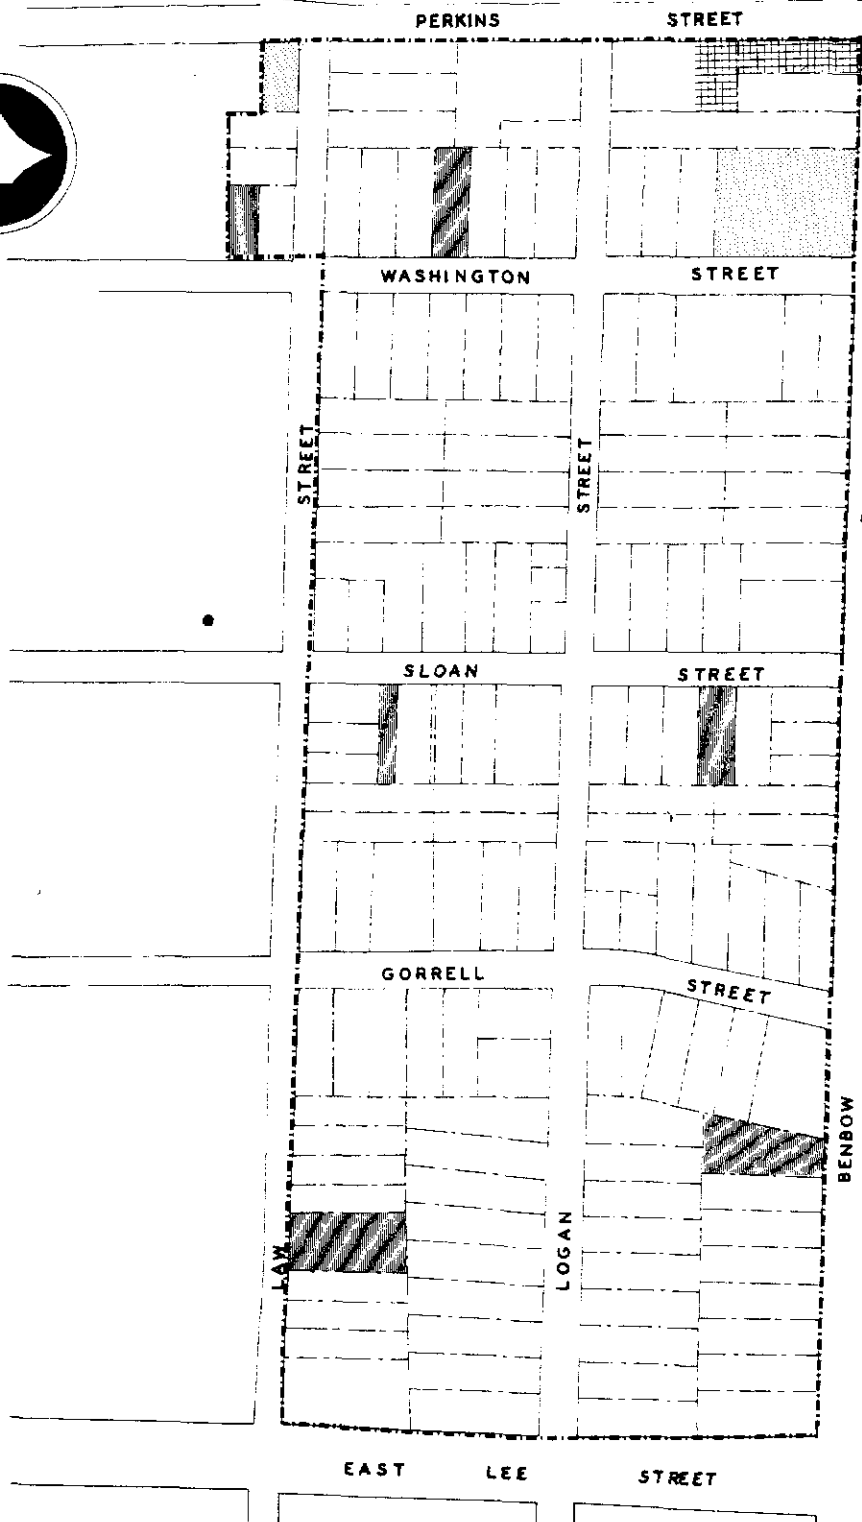 PERKINS STREET
WASHINGTON STREET
STREET
STREET
SLOAN STREET
GORRELL STREET
BENBOW
LAW
LOGAN
EAST LEE STREET